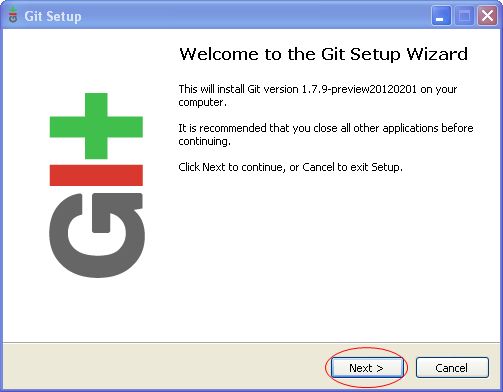 Git Setup
Welcome to the Git Setup Wizard
This will install Git version 1.7.9-preview20120201 on your
computer.
It is recommended that you close all other applications before
continuing.
Click Next to continue, or Cancel to exit Setup.
GIt
Next >
Cancel